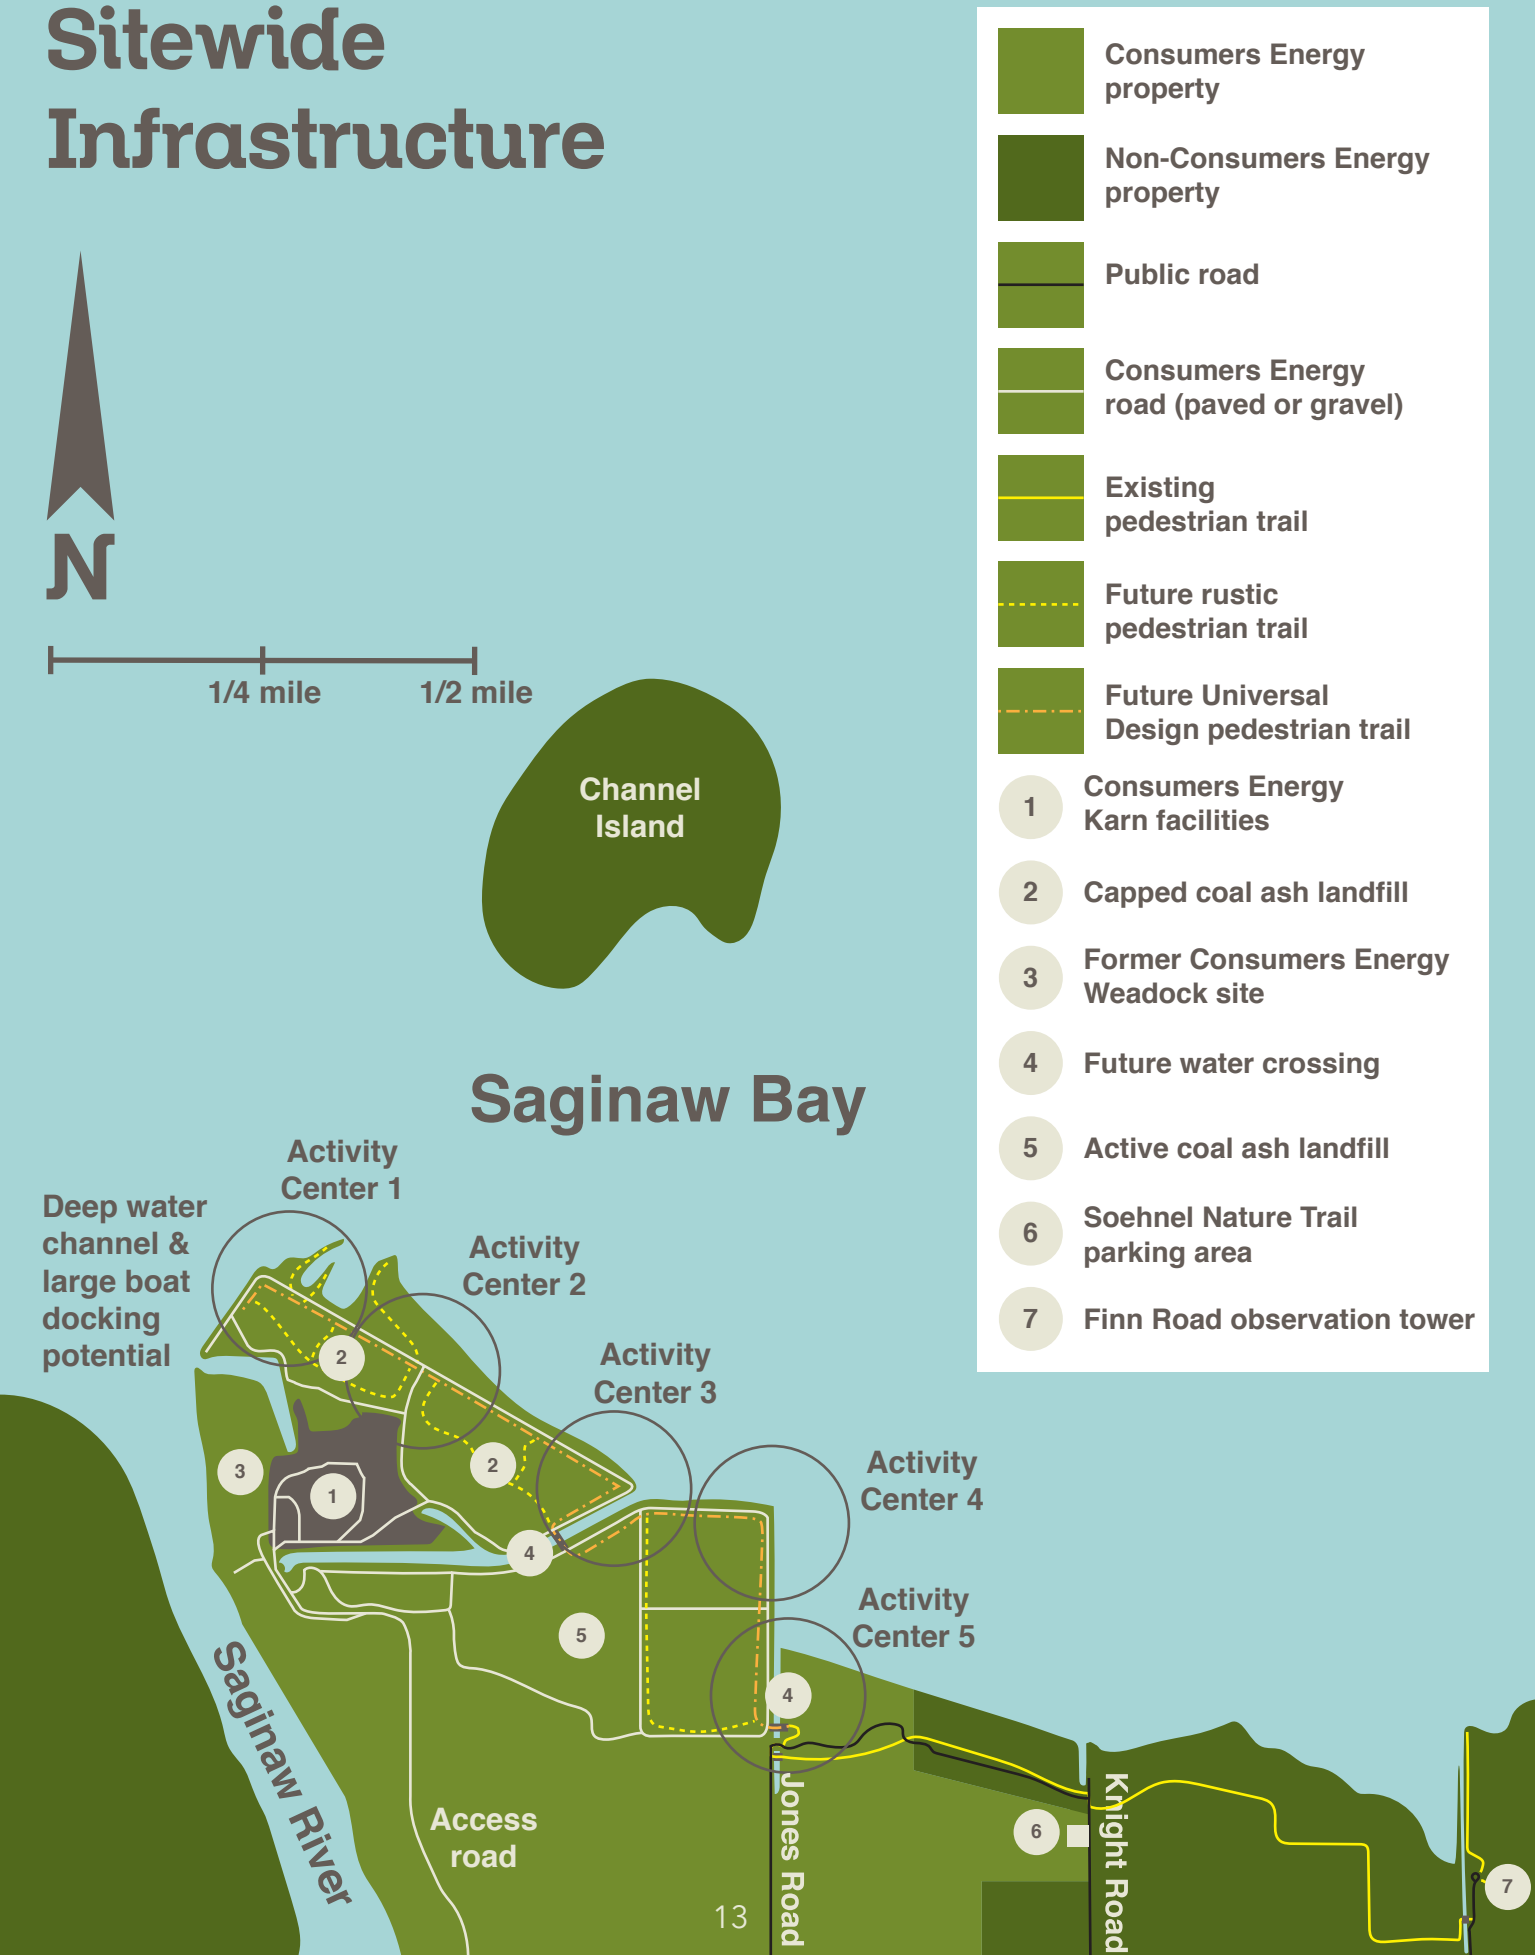 Sitewide
Infrastructure
N
1/4 mile
1/2 mile
Consumers Energy
property
Non-Consumers Energy
property
Public road
Consumers Energy
road (paved or gravel)
Existing
pedestrian trail
Future rustic
pedestrian trail
Future Universal
Design pedestrian trail
1
Consumers Energy
Karn facilities
2
Capped coal ash landfill
3
Former Consumers Energy
Weadock site
4
Future water crossing
5
Active coal ash landfill
6
Soehnel Nature Trail
parking area
7
Finn Road observation tower
Channel
Island
Saginaw Bay
Activity
Center 1
Deep water
channel &
large boat
docking
potential
Activity
Center 2
Activity
Center 3
Activity
Center 4
Activity
Center 5
2
2
3
1
4
5
4
6
7
Saginaw River
Access
road
Jones Road
Knight Road
13